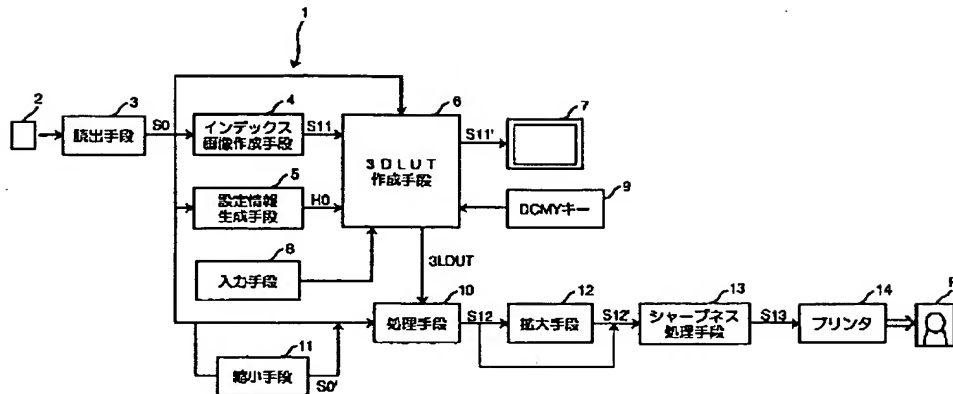 1
2
3
読出手段
S0
4
インデックス
画像作成手段
S11
6
3DLUT
作成手段
S11'
7
5
設定情報
生成手段
H0
9
DCMYキー
8
入力手段
3LDUT
10
処理手段
S12
12
拡大手段
S12'
13
シャープネス
処理手段
S13
14
プリンタ
P
11
縮小手段
S0'